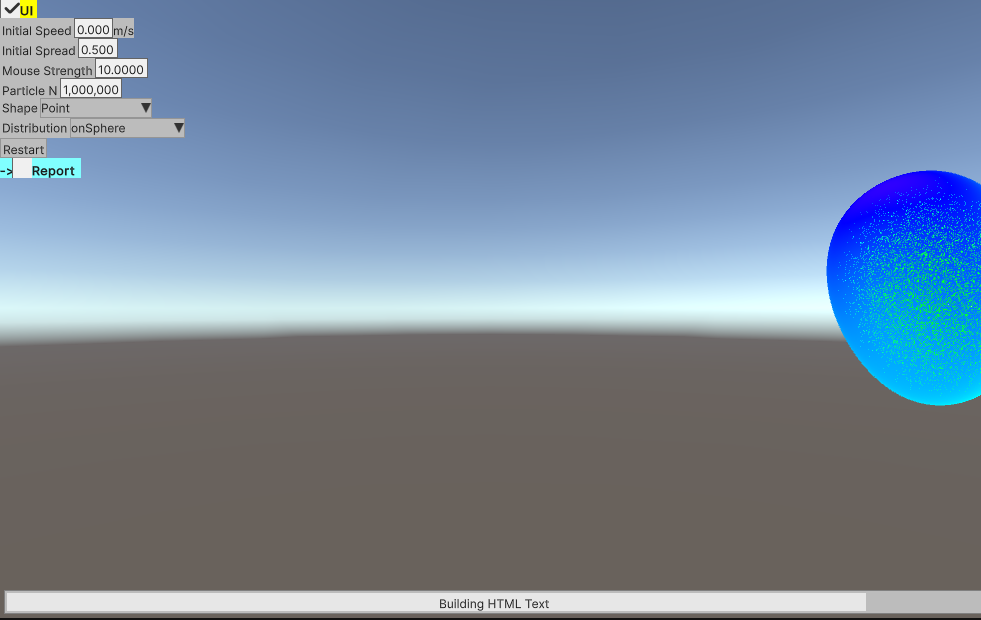 UI
Initial Speed 0.000 m/s
Initial Spread 0.500
Mouse Strength 10.0000
Particle N 1,000,000
Shape Point
Distribution onSphere
Restart
-> Report
Building HTML Text